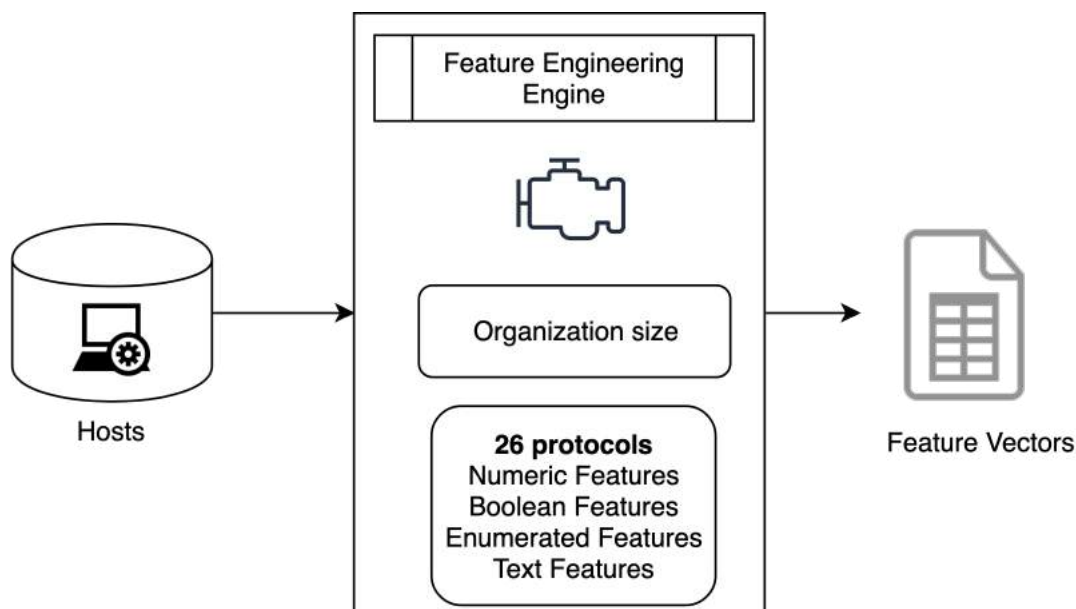 Feature Engineering
Engine
Organization size
Hosts
26 protocols
Numeric Features
Boolean Features
Enumerated Features
Text Features
Feature Vectors